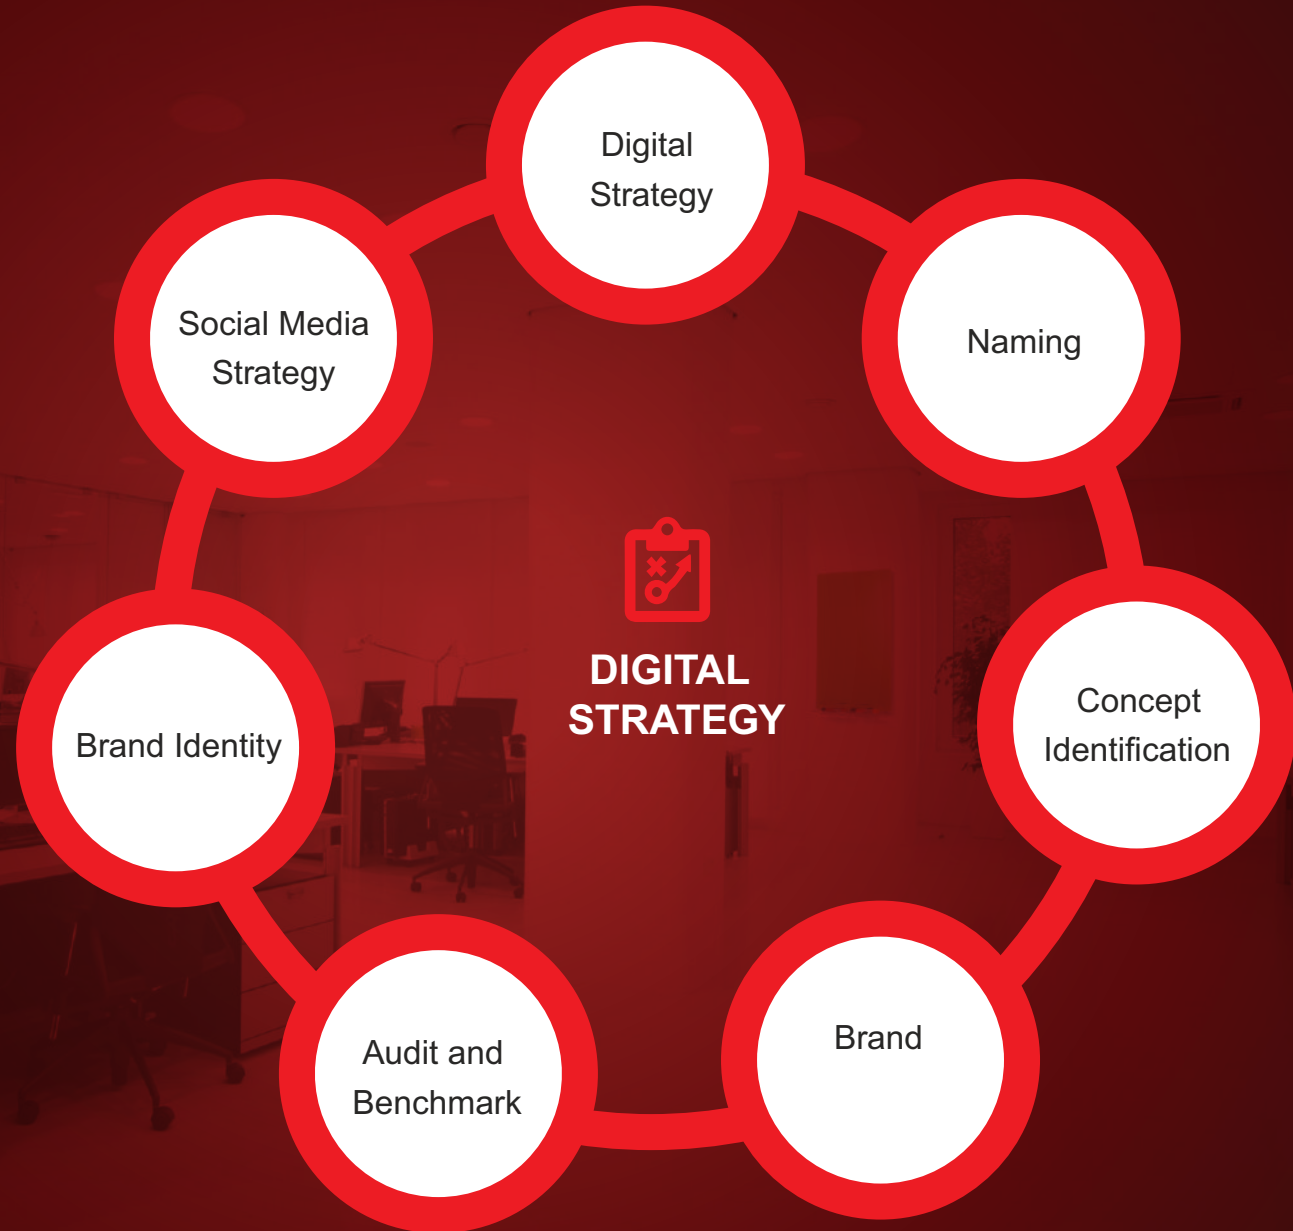 Digital
Strategy
Social Media
Strategy
Naming
DIGITAL
STRATEGY
Brand Identity
Concept
Identification
Audit and
Benchmark
Brand